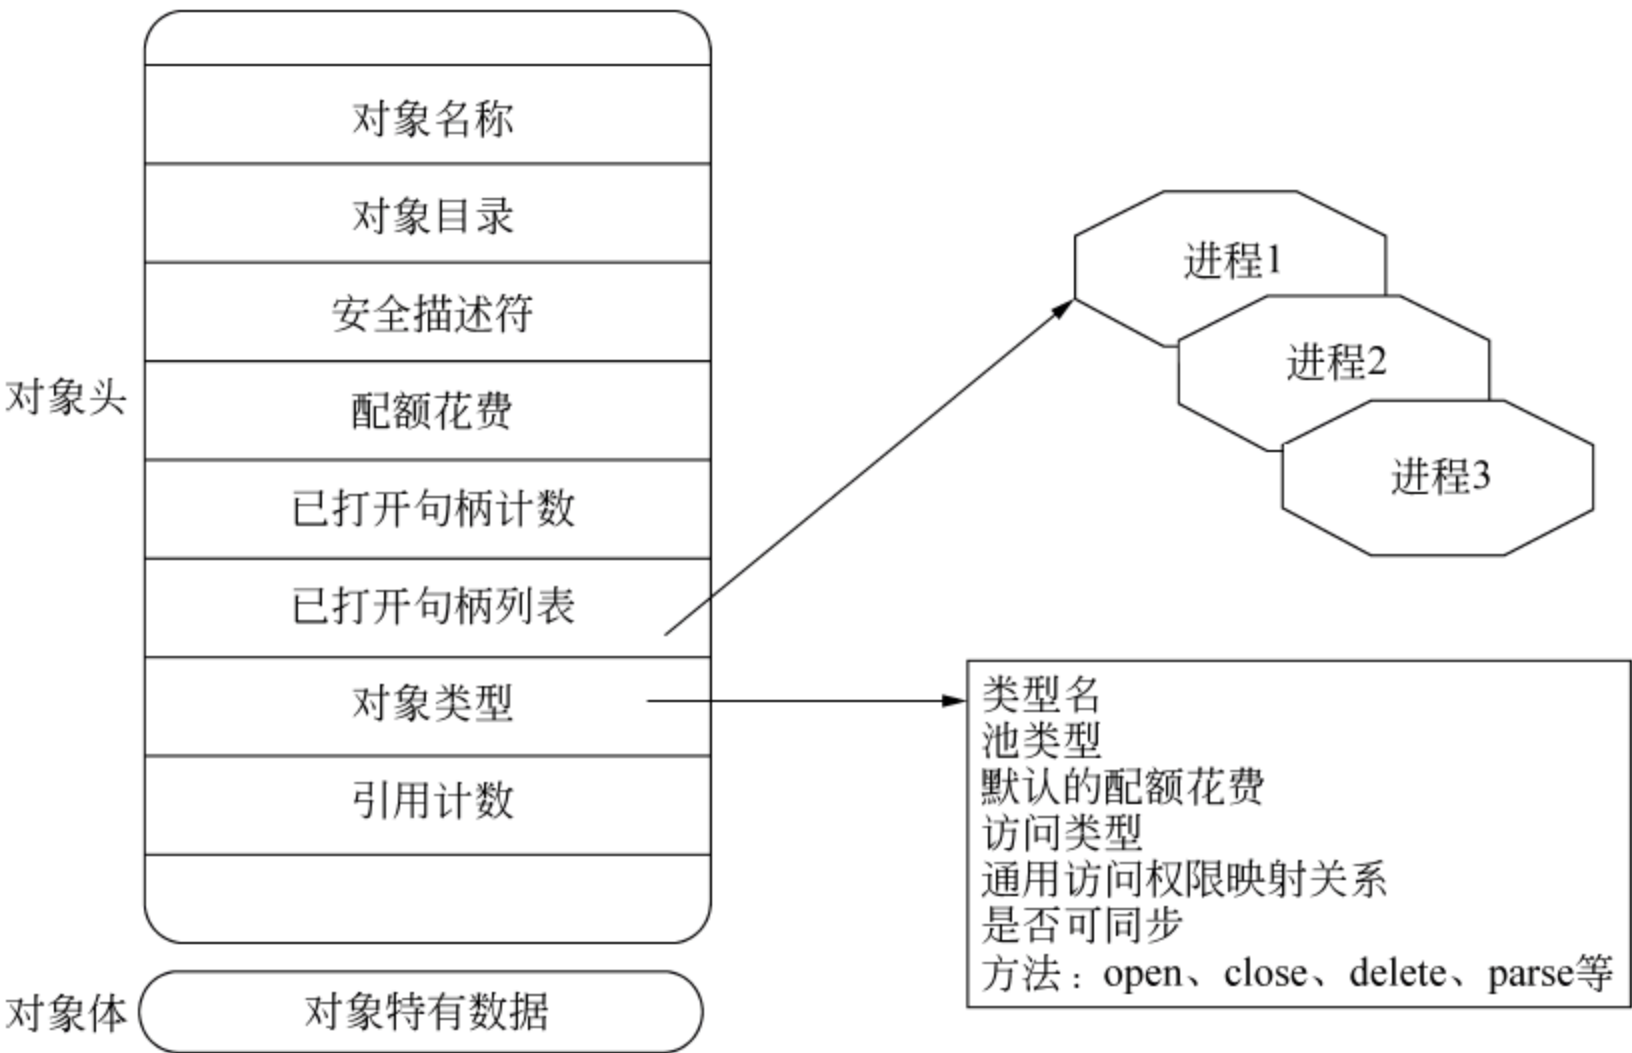 对象名称
对象目录
安全描述符
配额花费
已打开句柄计数
已打开句柄列表
对象类型
引用计数
对象头
对象体
对象特有数据
进程1
进程2
进程3
类型名
池类型
默认的配额花费
访问类型
通用访问权限映射关系
是否可同步
方法：open、close、delete、parse等